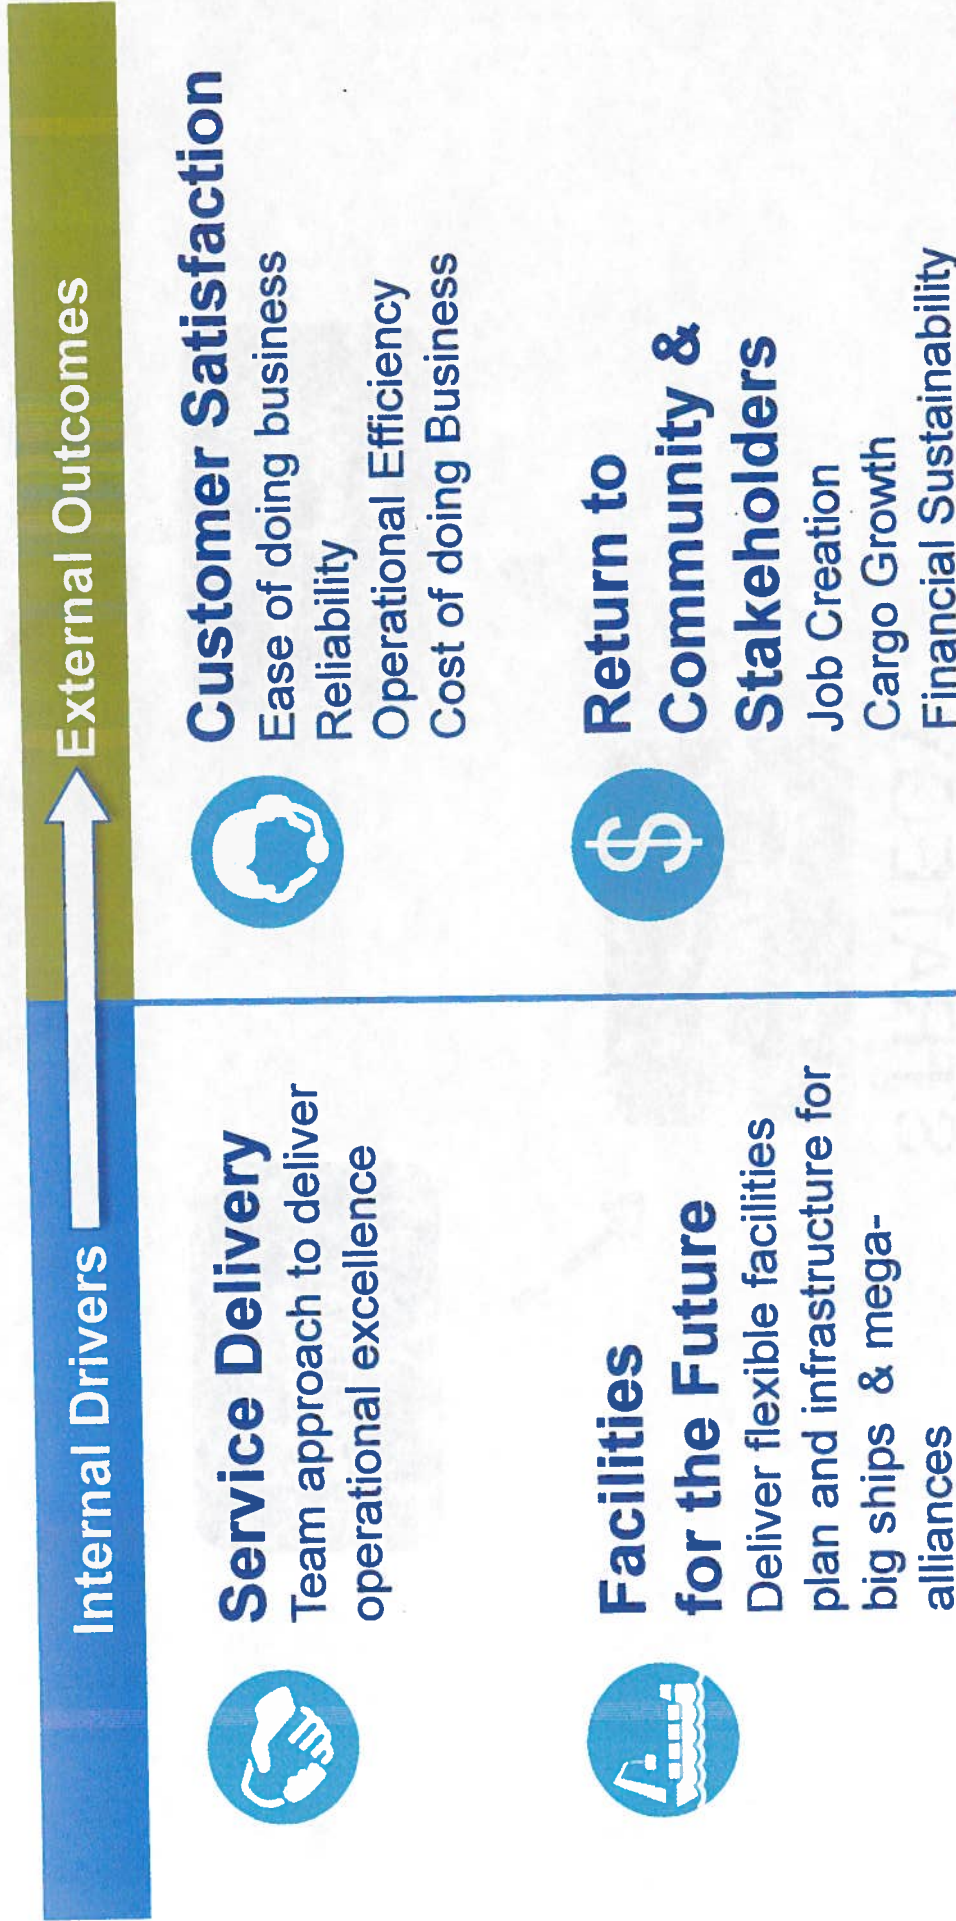 Internal Drivers
External Outcomes
Service Delivery
Team approach to deliver
operational excellence
Facilities
for the Future
Deliver flexible facilities
plan and infrastructure for
big ships & mega-
alliances
Customer Satisfaction
Ease of doing business
Reliability
Operational Efficiency
Cost of doing Business
$
Return to
Community &
Stakeholders
Job Creation
Cargo Growth
Financial Sustainability